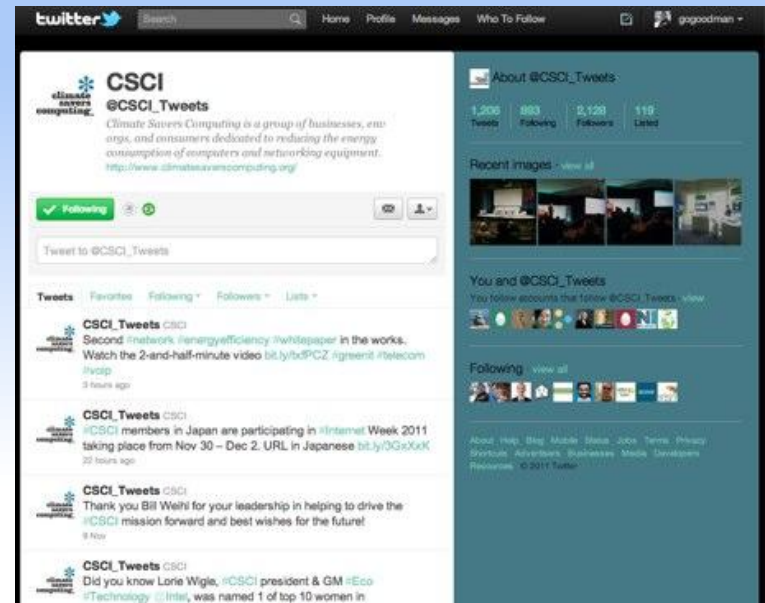 twitter
Search
Home Profile Messages Who To Follow
gogoodman
climate
savers
computing
CSCI
@CSCI_Tweets
Climate Savers Computing is a group of businesses, env
orgs, and consumers dedicated to reducing the energy
consumption of computers and networking equipment.
http://www.climatesaverscomputing.org/
Following
Tweet to @CSCI_Tweets
Tweets Favorites Following Followers Lists
CSCI_Tweets CSCI
Second #network #energyefficiency #whitepaper in the works.
Watch the 2-and-half-minute video bit.ly/txfPCZ #greenit #telecom
#voip
3 hours ago
CSCI_Tweets CSCI
#CSCI members in Japan are participating in #Internet Week 2011
taking place from Nov 30 – Dec 2. URL in Japanese bit.ly/3GxXxK
22 hours ago
CSCI_Tweets CSCI
Thank you Bill Weihl for your leadership in helping to drive the
#CSCI mission forward and best wishes for the future!
9 Nov
CSCI_Tweets CSCI
Did you know Lorie Wigle, #CSCI president & GM #Eco
#Technology @Intel, was named 1 of top 10 women in
About @CSCI_Tweets
1,206 893 2,128 119
Tweets Following Followers Listed
Recent images · view all
You and @CSCI_Tweets
You follow accounts that follow @CSCI_Tweets · view
Following · view all
About Help Blog Mobile Status Jobs Terms Privacy
Shortcuts Advertisers Businesses Media Developers
Resources © 2011 Twitter